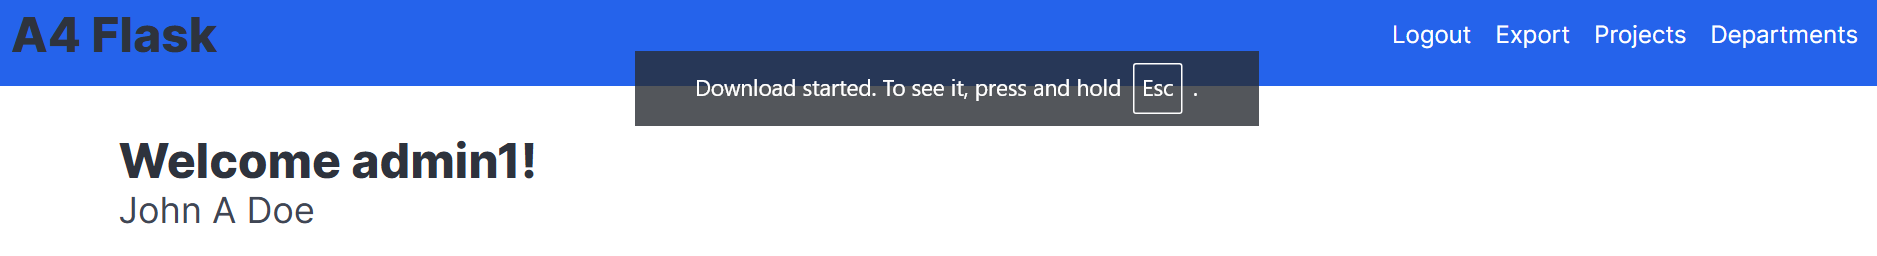 A4 Flask
Logout Export Projects Departments
Download started. To see it, press and hold Esc .
Welcome admin1!
John A Doe